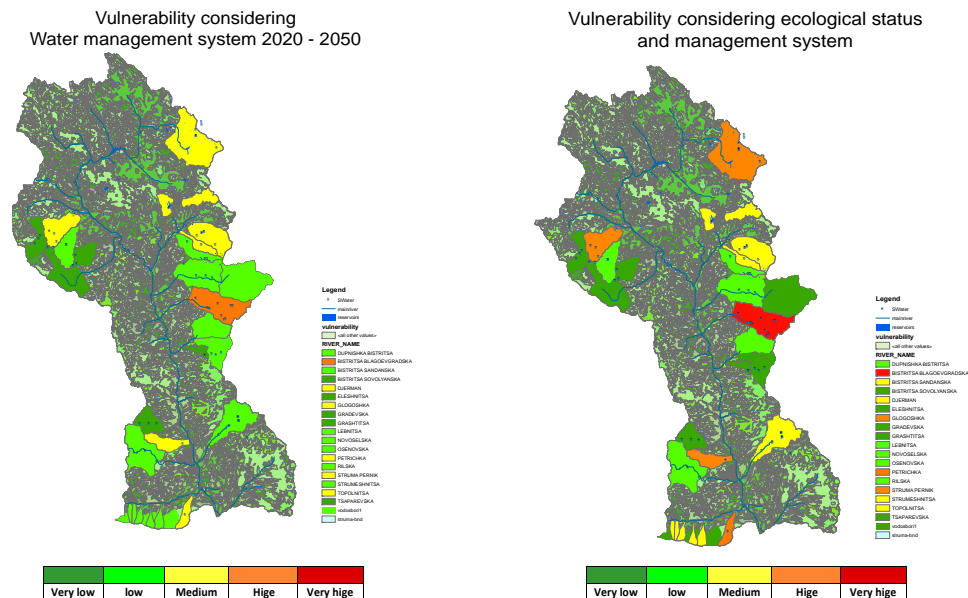 Vulnerability considering
Water management system 2020 - 2050
Legend
SWater
mainriver
reservoirs
vulnerability
<all other values>
RIVER_NAME
DUPNISHKA BISTRITSA
BISTRITSA BLAGOEVGRADSKA
BISTRITSA SANDANSKA
BISTRITSA SOVOLYANSKA
DJERMAN
ELESHNITSA
GLOGOSHKA
GRADEVSKA
GRASHTITSA
LEBNITSA
NOVOSELSKA
OSENOVSKA
PETRICHKA
RILSKA
STRUMA PERNIK
STRUMESHNITSA
TOPOLNITSA
TSAPAREVSKA
vodosbori1
struma-bnd
Very low low Medium Hige Very hige
Vulnerability considering ecological status
and management system
Legend
SWater
mainriver
reservoirs
vulnerability
<all other values>
RIVER_NAME
DUPNISHKA BISTRITSA
BISTRITSA BLAGOEVGRADSKA
BISTRITSA SANDANSKA
BISTRITSA SOVOLYANSKA
DJERMAN
ELESHNITSA
GLOGOSHKA
GRADEVSKA
GRASHTITSA
LEBNITSA
NOVOSELSKA
OSENOVSKA
PETRICHKA
RILSKA
STRUMA PERNIK
STRUMESHNITSA
TOPOLNITSA
TSAPAREVSKA
vodosbori1
struma-bnd
Very low low Medium Hige Very hige